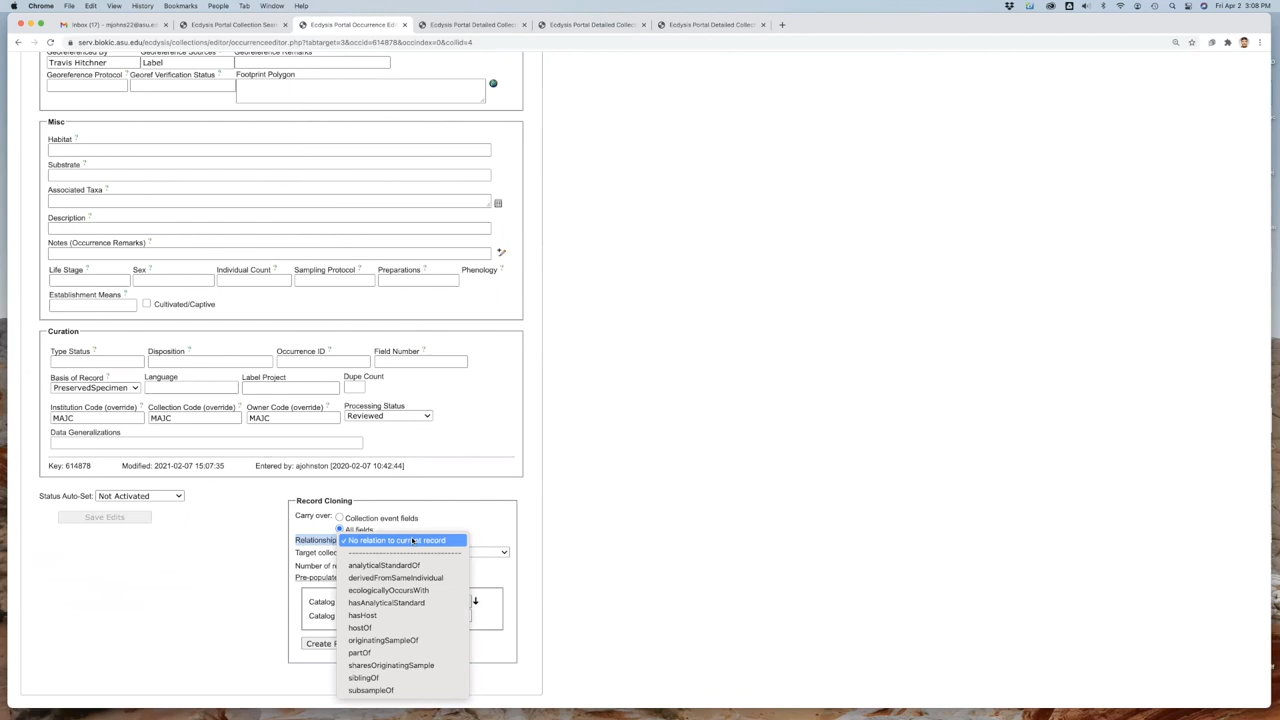 Chrome File Edit View History Bookmarks People Tab Window Help Fri Apr 2 3:08 PM
Ecdysis Portal Collection Sear Ecdysis Portal Occurrence Edi Ecdysis Portal Detailed Collec Ecdysis Portal Detailed Collec Ecdysis Portal Detailed Collec
serv.biokic.asu.edu/ecdysis/collections/editor/occurrenceeditor.php?tabtarget=3&occid=614878&occindex=0&collid=4
Georeferenced By Georeference Sources Georeference Remarks
Travis Hitchner Label
Georeference Protocol ? Georef Verification Status ? Footprint Polygon
Misc
Habitat ?
Substrate ?
Associated Taxa ?
Description ?
Notes (Occurrence Remarks) ?
Life Stage ? Sex ? Individual Count ? Sampling Protocol ? Preparations ? Phenology ?
Establishment Means ?
Cultivated/Captive
Curation
Type Status ? Disposition ? Occurrence ID ? Field Number ?
Basis of Record ? Language Label Project Dupe Count
PreservedSpecimen
Institution Code (override) ? Collection Code (override) ? Owner Code (override) ? Processing Status ?
MAJC MAJC MAJC Reviewed
Data Generalizations
Key: 614878 Modified: 2021-02-07 15:07:35 Entered by: ajohnston [2020-02-07 10:42:44]
Status Auto-Set: Not Activated
Save Edits
Record Cloning
Carry over: Collection event fields
All fields
Relationship ✓ No relation to current record
Target collec
--------------------------------
analyticalStandardOf
Number of re
derivedFromSameIndividual
Pre-populate
ecologicallyOccursWith
Catalog hasAnalyticalStandard
Catalog hasHost
hostOf
Create originatingSampleOf
partOf
sharesOriginatingSample
siblingOf
subsampleOf